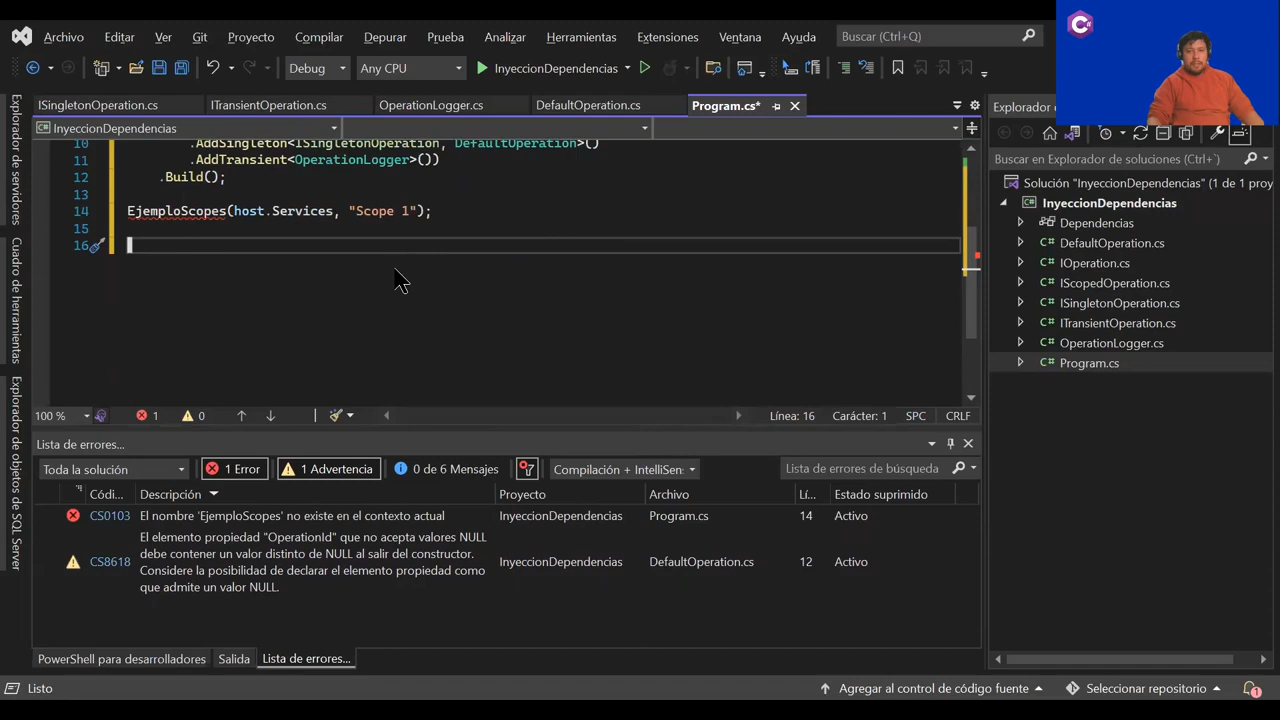 Archivo Editar Ver Git Proyecto Compilar Depurar Prueba Analizar Herramientas Extensiones Ventana Ayuda Buscar (Ctrl+Q)
Debug Any CPU InyeccionDependencias
ISingletonOperation.cs ITransientOperation.cs OperationLogger.cs DefaultOperation.cs Program.cs*
InyeccionDependencias
10 .AddSingleton<ISingletonOperation, DefaultOperation>()
11 .AddTransient<OperationLogger>())
12 .Build();
13
14 EjemploScopes(host.Services, "Scope 1");
15
16
100 % 1 0 Línea: 16 Carácter: 1 SPC CRLF
Lista de errores...
Toda la solución 1 Error 1 Advertencia 0 de 6 Mensajes Compilación + IntelliSen Lista de errores de búsqueda
Códi... Descripción Proyecto Archivo Lí... Estado suprimido
CS0103 El nombre 'EjemploScopes' no existe en el contexto actual InyeccionDependencias Program.cs 14 Activo
El elemento propiedad "OperationId" que no acepta valores NULL
debe contener un valor distinto de NULL al salir del constructor.
CS8618 Considere la posibilidad de declarar el elemento propiedad como InyeccionDependencias DefaultOperation.cs 12 Activo
que admite un valor NULL.
PowerShell para desarrolladores Salida Lista de errores...
Listo Agregar al control de código fuente Seleccionar repositorio 1
Explorador de servidores
Cuadro de herramientas
Explorador de objetos de SQL Server
C#
Explorador
Buscar en Explorador de soluciones (Ctrl+`)
Solución "InyeccionDependencias" (1 de 1 proy
InyeccionDependencias
Dependencias
C# DefaultOperation.cs
C# IOperation.cs
C# IScopedOperation.cs
C# ISingletonOperation.cs
C# ITransientOperation.cs
C# OperationLogger.cs
C# Program.cs